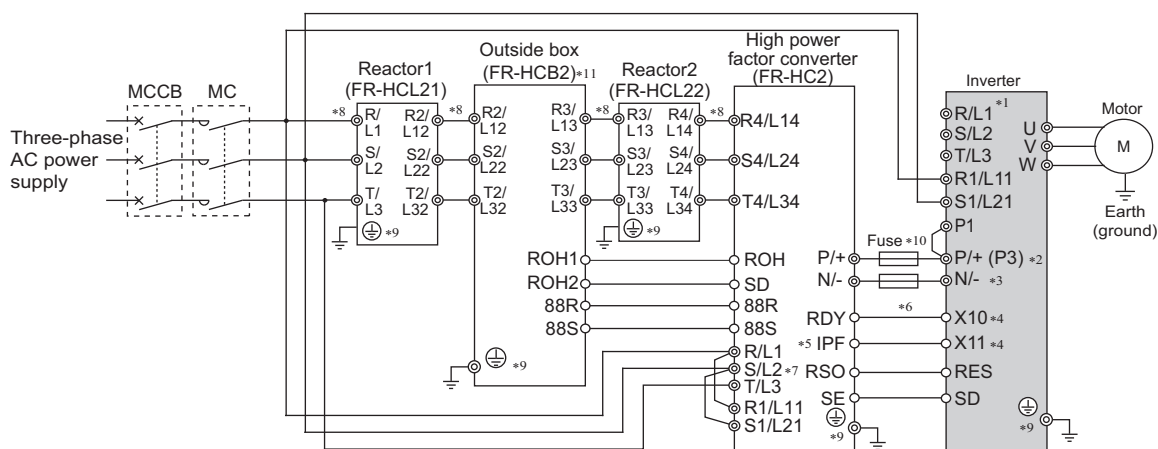 Three-phase
AC power
supply
MCCB
MC
Reactor1
(FR-HCL21)
*8
R/
L1
R2/
L12
S/
L2
S2/
L22
T/
L3
T2/
L32
*9
Outside box
(FR-HCB2)*11
*8
R2/
L12
R3/
L13
S2/
L22
S3/
L23
T2/
L32
T3/
L33
ROH1
ROH2
88R
88S
*9
Reactor2
(FR-HCL22)
*8
R3/
L13
R4/
L14
S3/
L23
S4/
L24
T3/
L33
T4/
L34
*9
High power
factor converter
(FR-HC2)
*8
R4/L14
S4/L24
T4/L34
ROH
SD
88R
88S
R/L1
S/L2 *7
T/L3
R1/L11
S1/L21
P/+
N/-
RDY
*5 IPF
RSO
SE
*9
Fuse *10
*6
Inverter
R/L1 *1
S/L2
T/L3
R1/L11
S1/L21
P1
P/+ (P3) *2
N/- *3
X10 *4
X11 *4
RES
SD
U
V
W
*9
Motor
M
Earth
(ground)